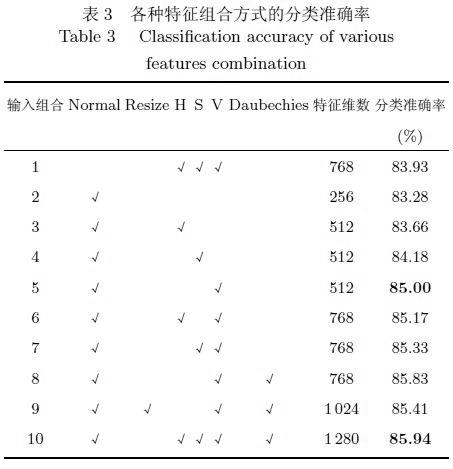 表 3 各种特征组合方式的分类准确率
Table 3 Classification accuracy of various
features combination
输入组合 Normal Resize H S V Daubechies 特征维数 分类准确率
(%)
1 √ √ √ 768 83.93
2 √ 256 83.28
3 √ √ 512 83.66
4 √ √ 512 84.18
5 √ √ 512 85.00
6 √ √ √ 768 85.17
7 √ √ √ 768 85.33
8 √ √ √ 768 85.83
9 √ √ √ √ 1 024 85.41
10 √ √ √ √ √ 1 280 85.94